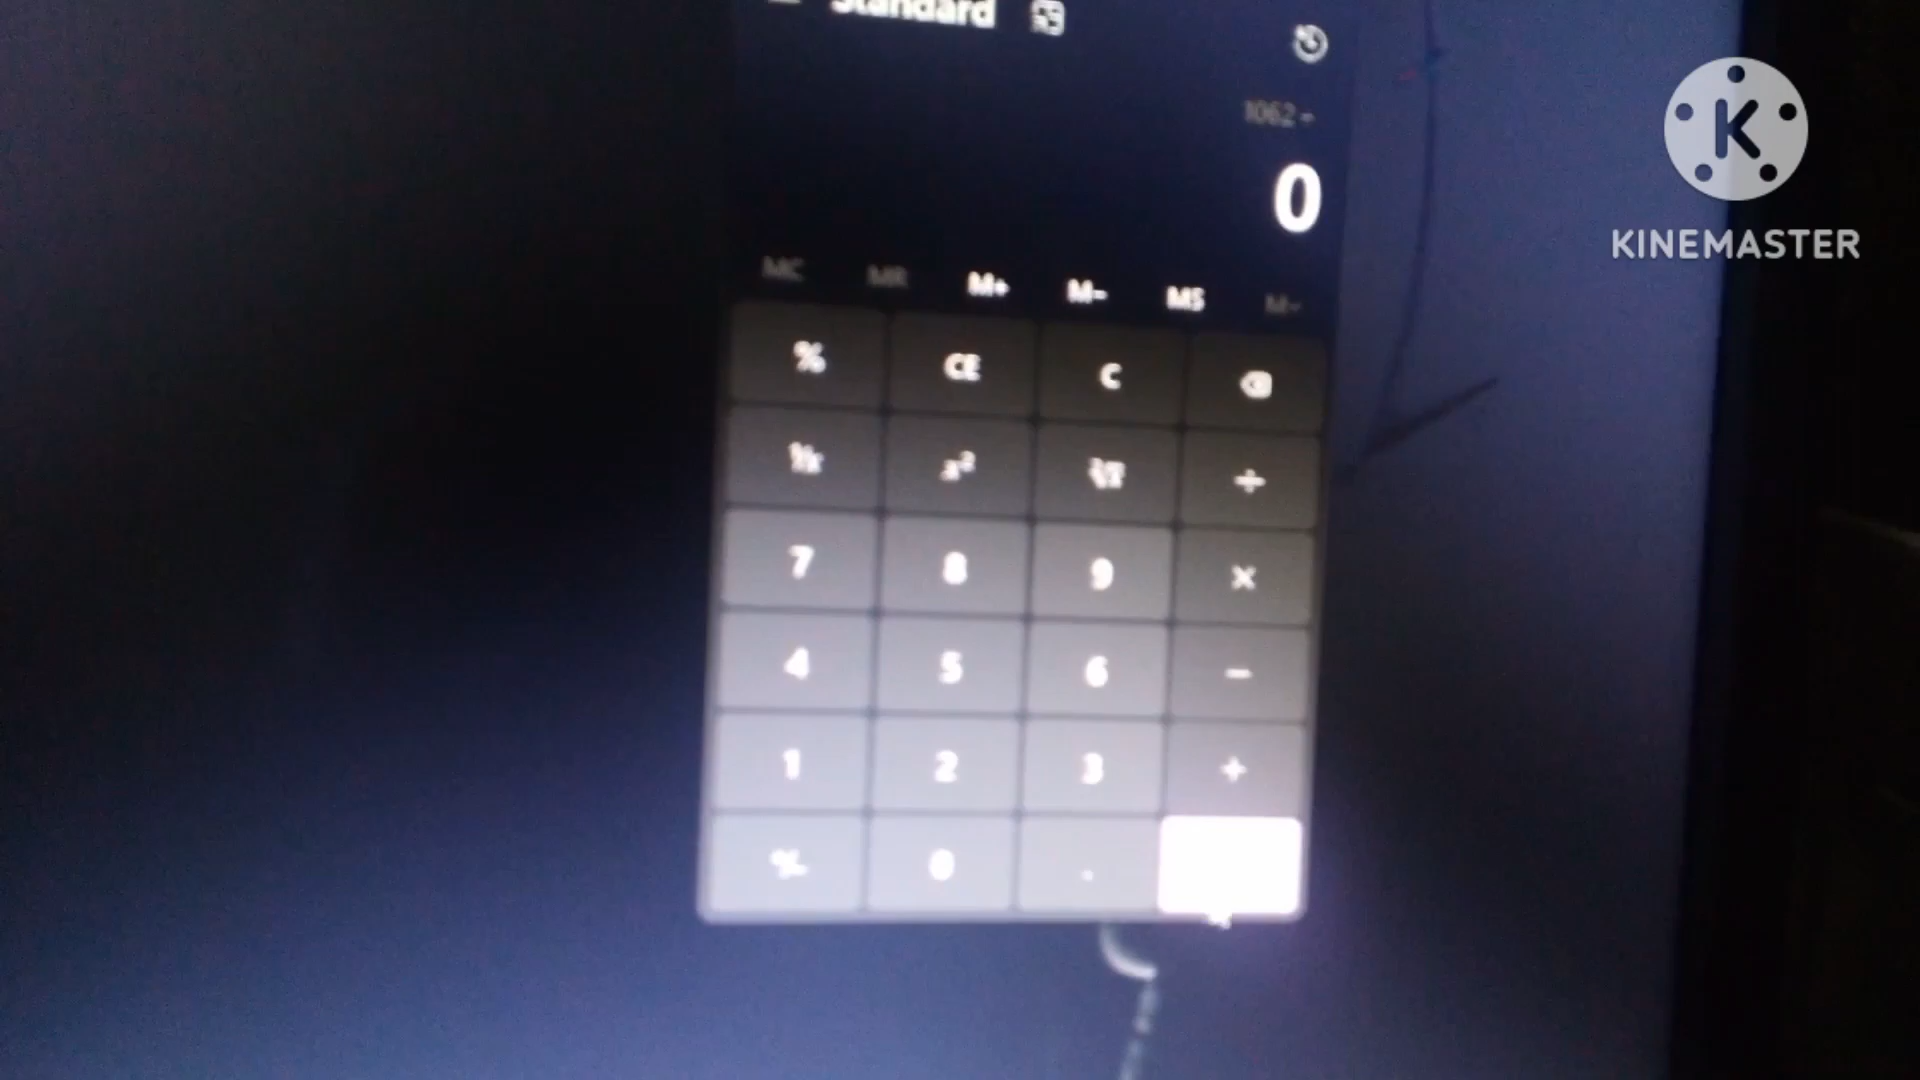 Standard
1062 -
0
MC MR M+ M- MS M~
% CE C
x² ÷
7 8 9 ×
4 5 6 −
1 2 3 +
0 .
K
KINEMASTER